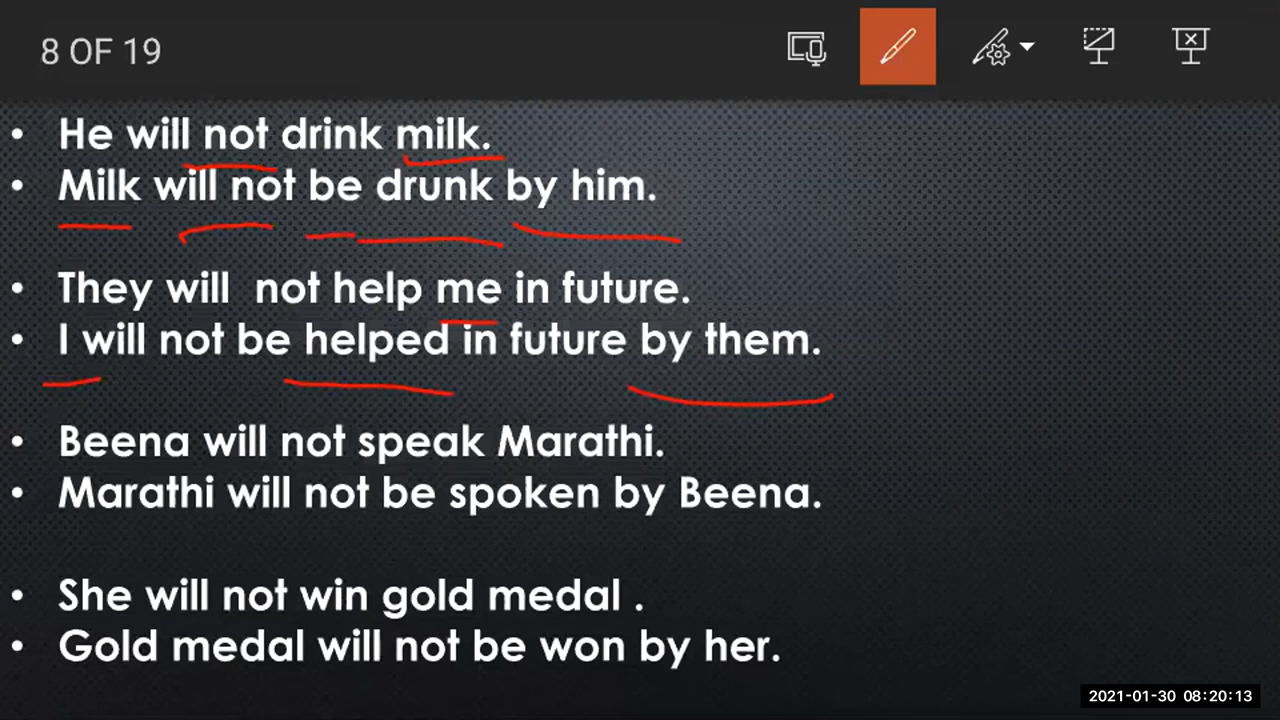 8 OF 19
• He will not drink milk.
• Milk will not be drunk by him.
• They will  not help me in future.
• I will not be helped in future by them.
• Beena will not speak Marathi.
• Marathi will not be spoken by Beena.
• She will not win gold medal .
• Gold medal will not be won by her.
2021-01-30 08:20:13